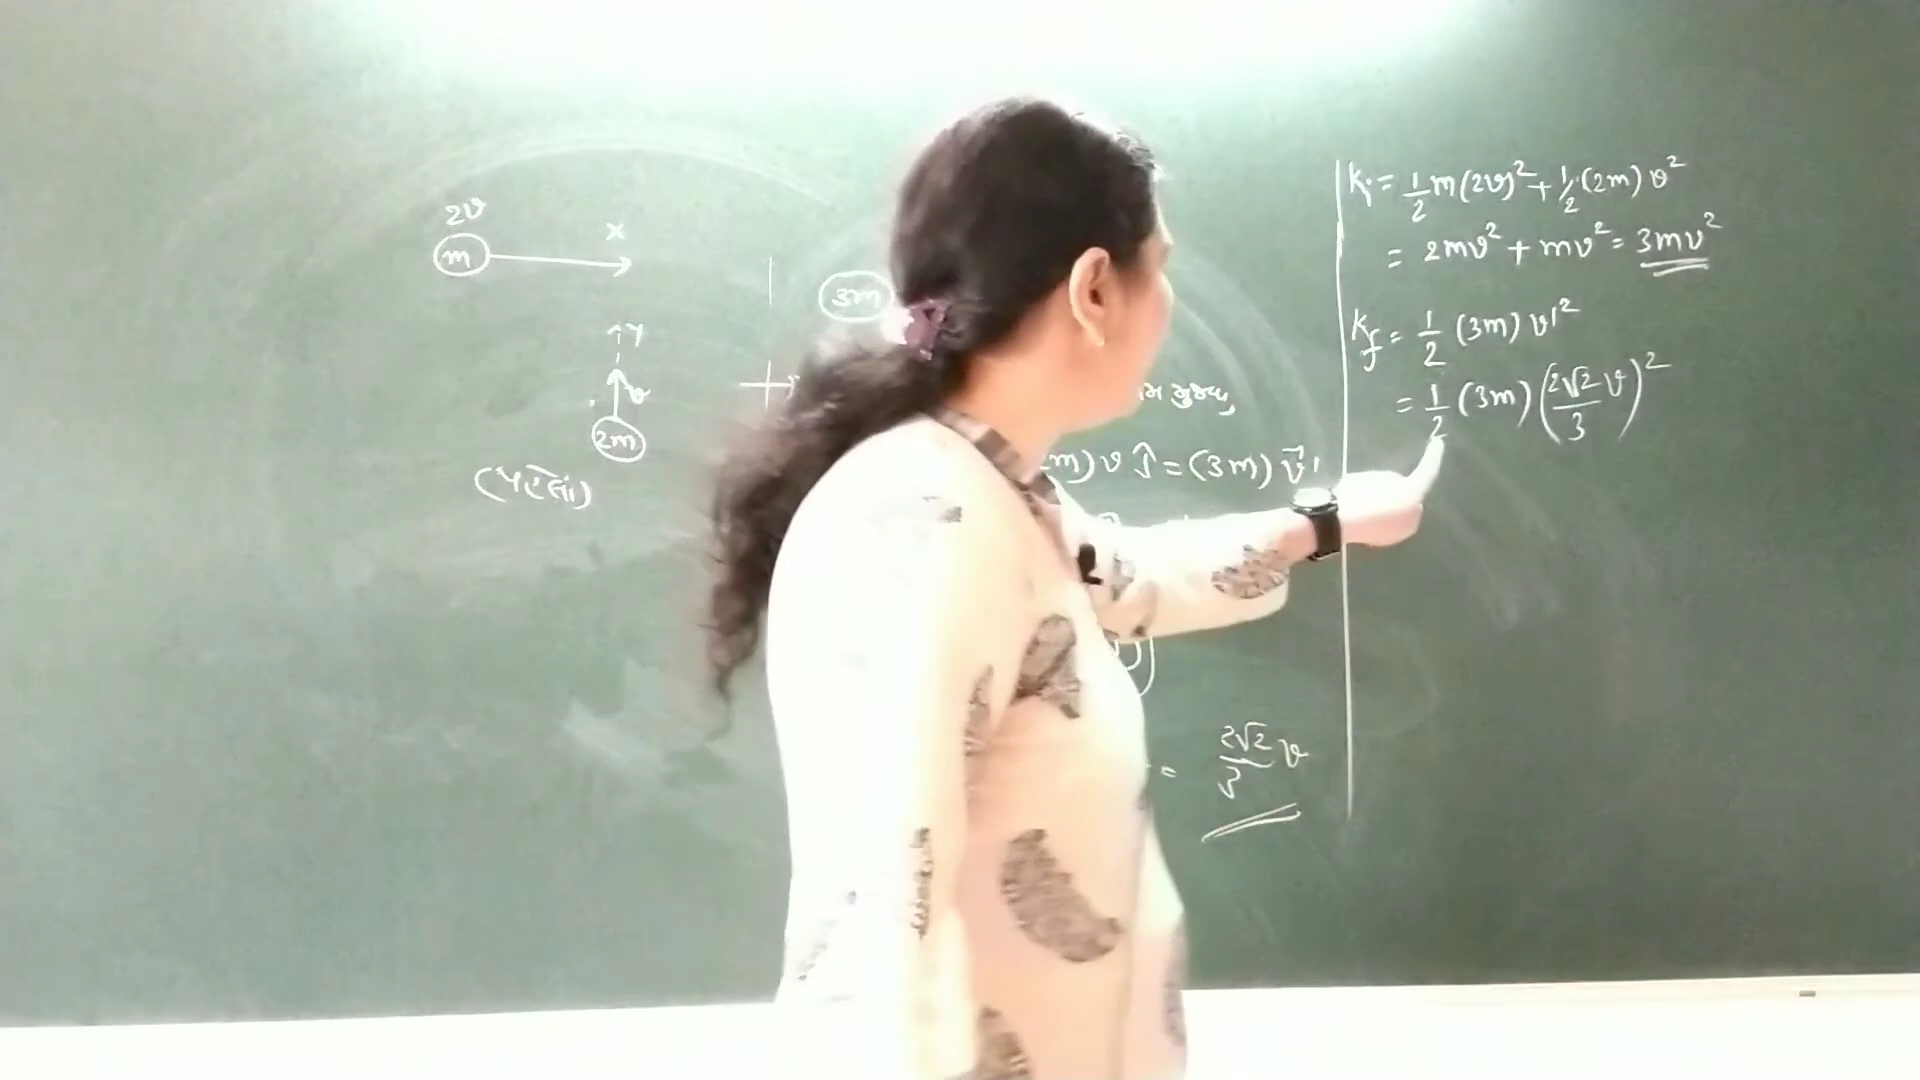 2v
m
x
y
v
2m
(પહેલાં)
3m
m) v ĵ = (3m) v⃗'
= 2√2/3 v
Ki = 1/2 m(2v)² + 1/2 (2m) v²
= 2mv² + mv² = 3mv²
Kf = 1/2 (3m) v'²
= 1/2 (3m) (2√2/3 v)²